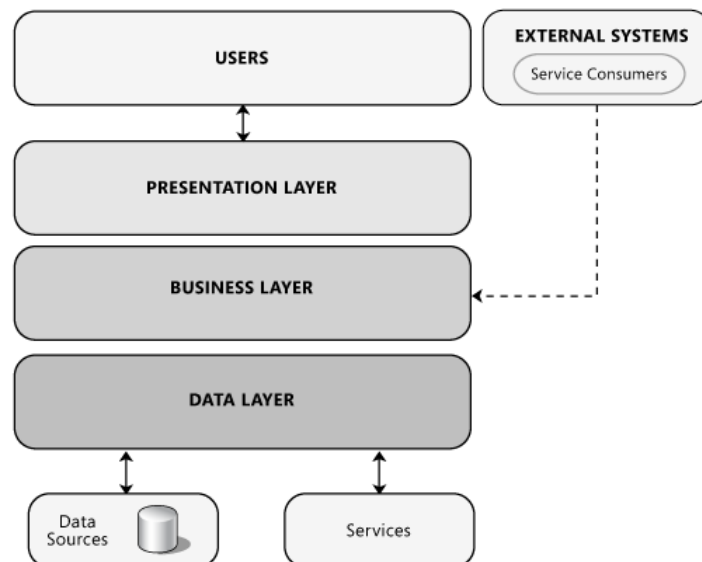 USERS
EXTERNAL SYSTEMS
Service Consumers
PRESENTATION LAYER
BUSINESS LAYER
DATA LAYER
Data
Sources
Services